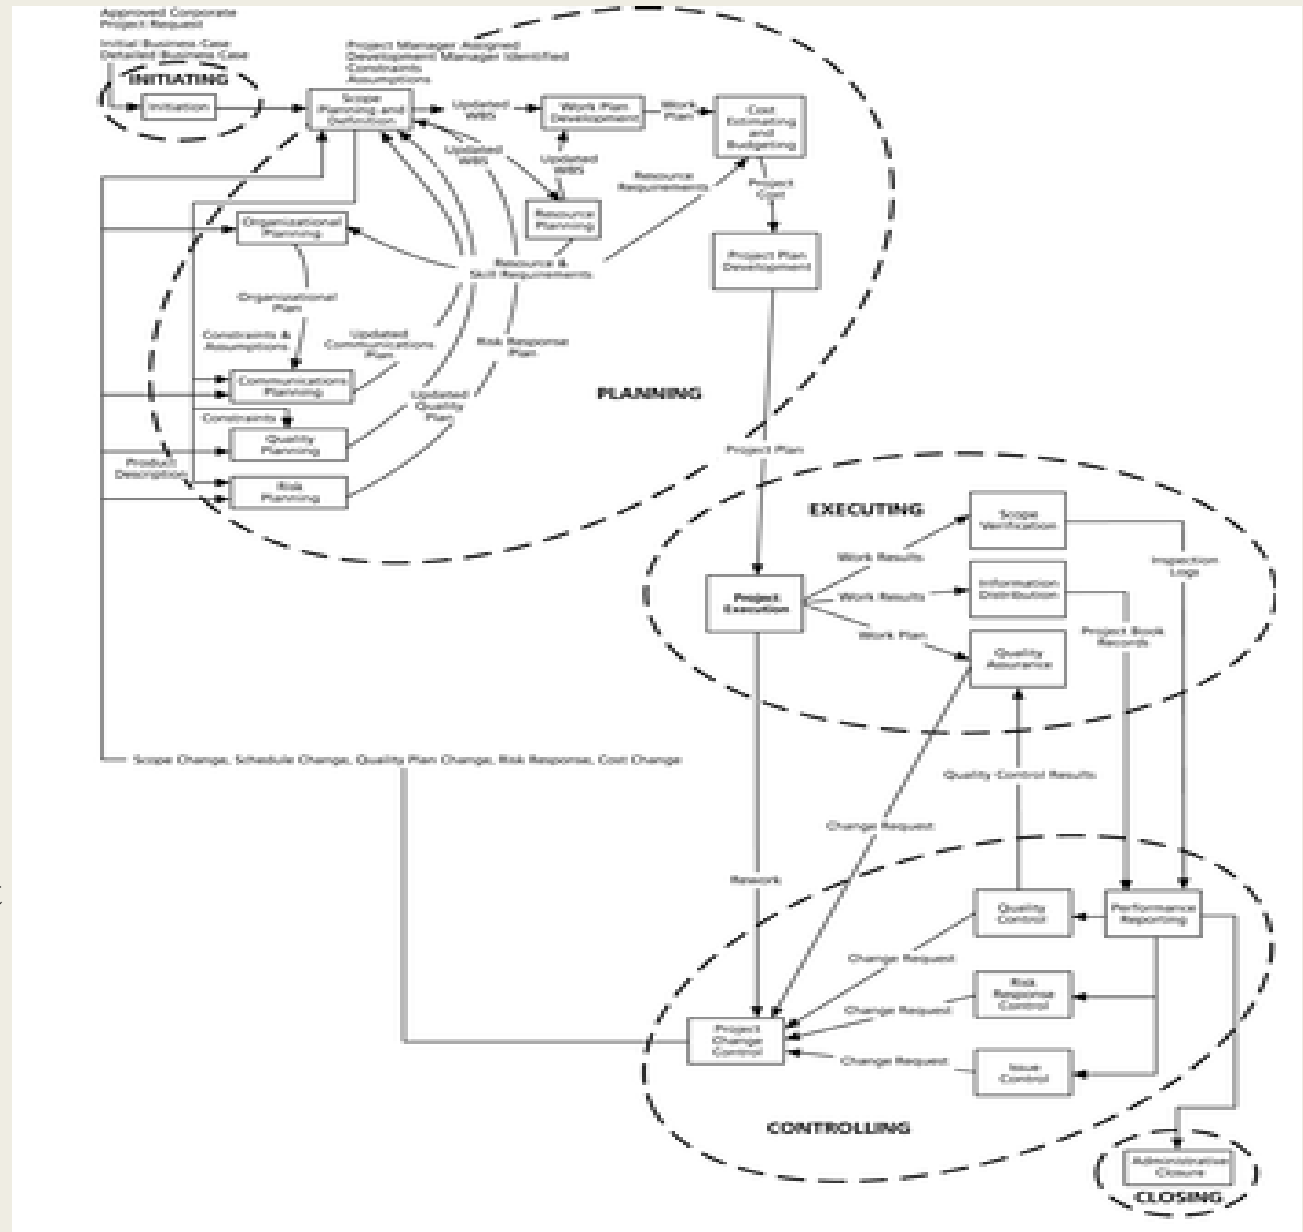 Approved Corporate
Project Request
Initial Business Case
Detailed Business Case
INITIATING
Initiation
Project Manager Assigned
Development Manager Identified
Constraints
Assumptions
Scope
Planning and
Definition
Updated
WBS
Work Plan
Development
Work
Plan
Cost
Estimating
and
Budgeting
Updated
WBS
Updated
WBS
Resource
Requirements
Project
Cost
Resource
Planning
Organizational
Planning
Resource &
Skill Requirements
Project Plan
Development
Organizational
Plan
Constraints &
Assumptions
Updated
Communications
Plan
Risk Response
Plan
Communications
Planning
PLANNING
Updated
Quality
Plan
Constraints
Quality
Planning
Product
Description
Risk
Planning
Project Plan
EXECUTING
Scope
Verification
Work Results
Inspection
Logs
Project
Execution
Work Results
Information
Distribution
Work Plan
Project Book
Records
Quality
Assurance
Scope Change, Schedule Change, Quality Plan Change, Risk Response, Cost Change
Quality Control Results
Change Request
Rework
Quality
Control
Performance
Reporting
Change Request
Risk
Response
Control
Change Request
Project
Change
Control
Change Request
Issue
Control
CONTROLLING
Administrative
Closure
CLOSING